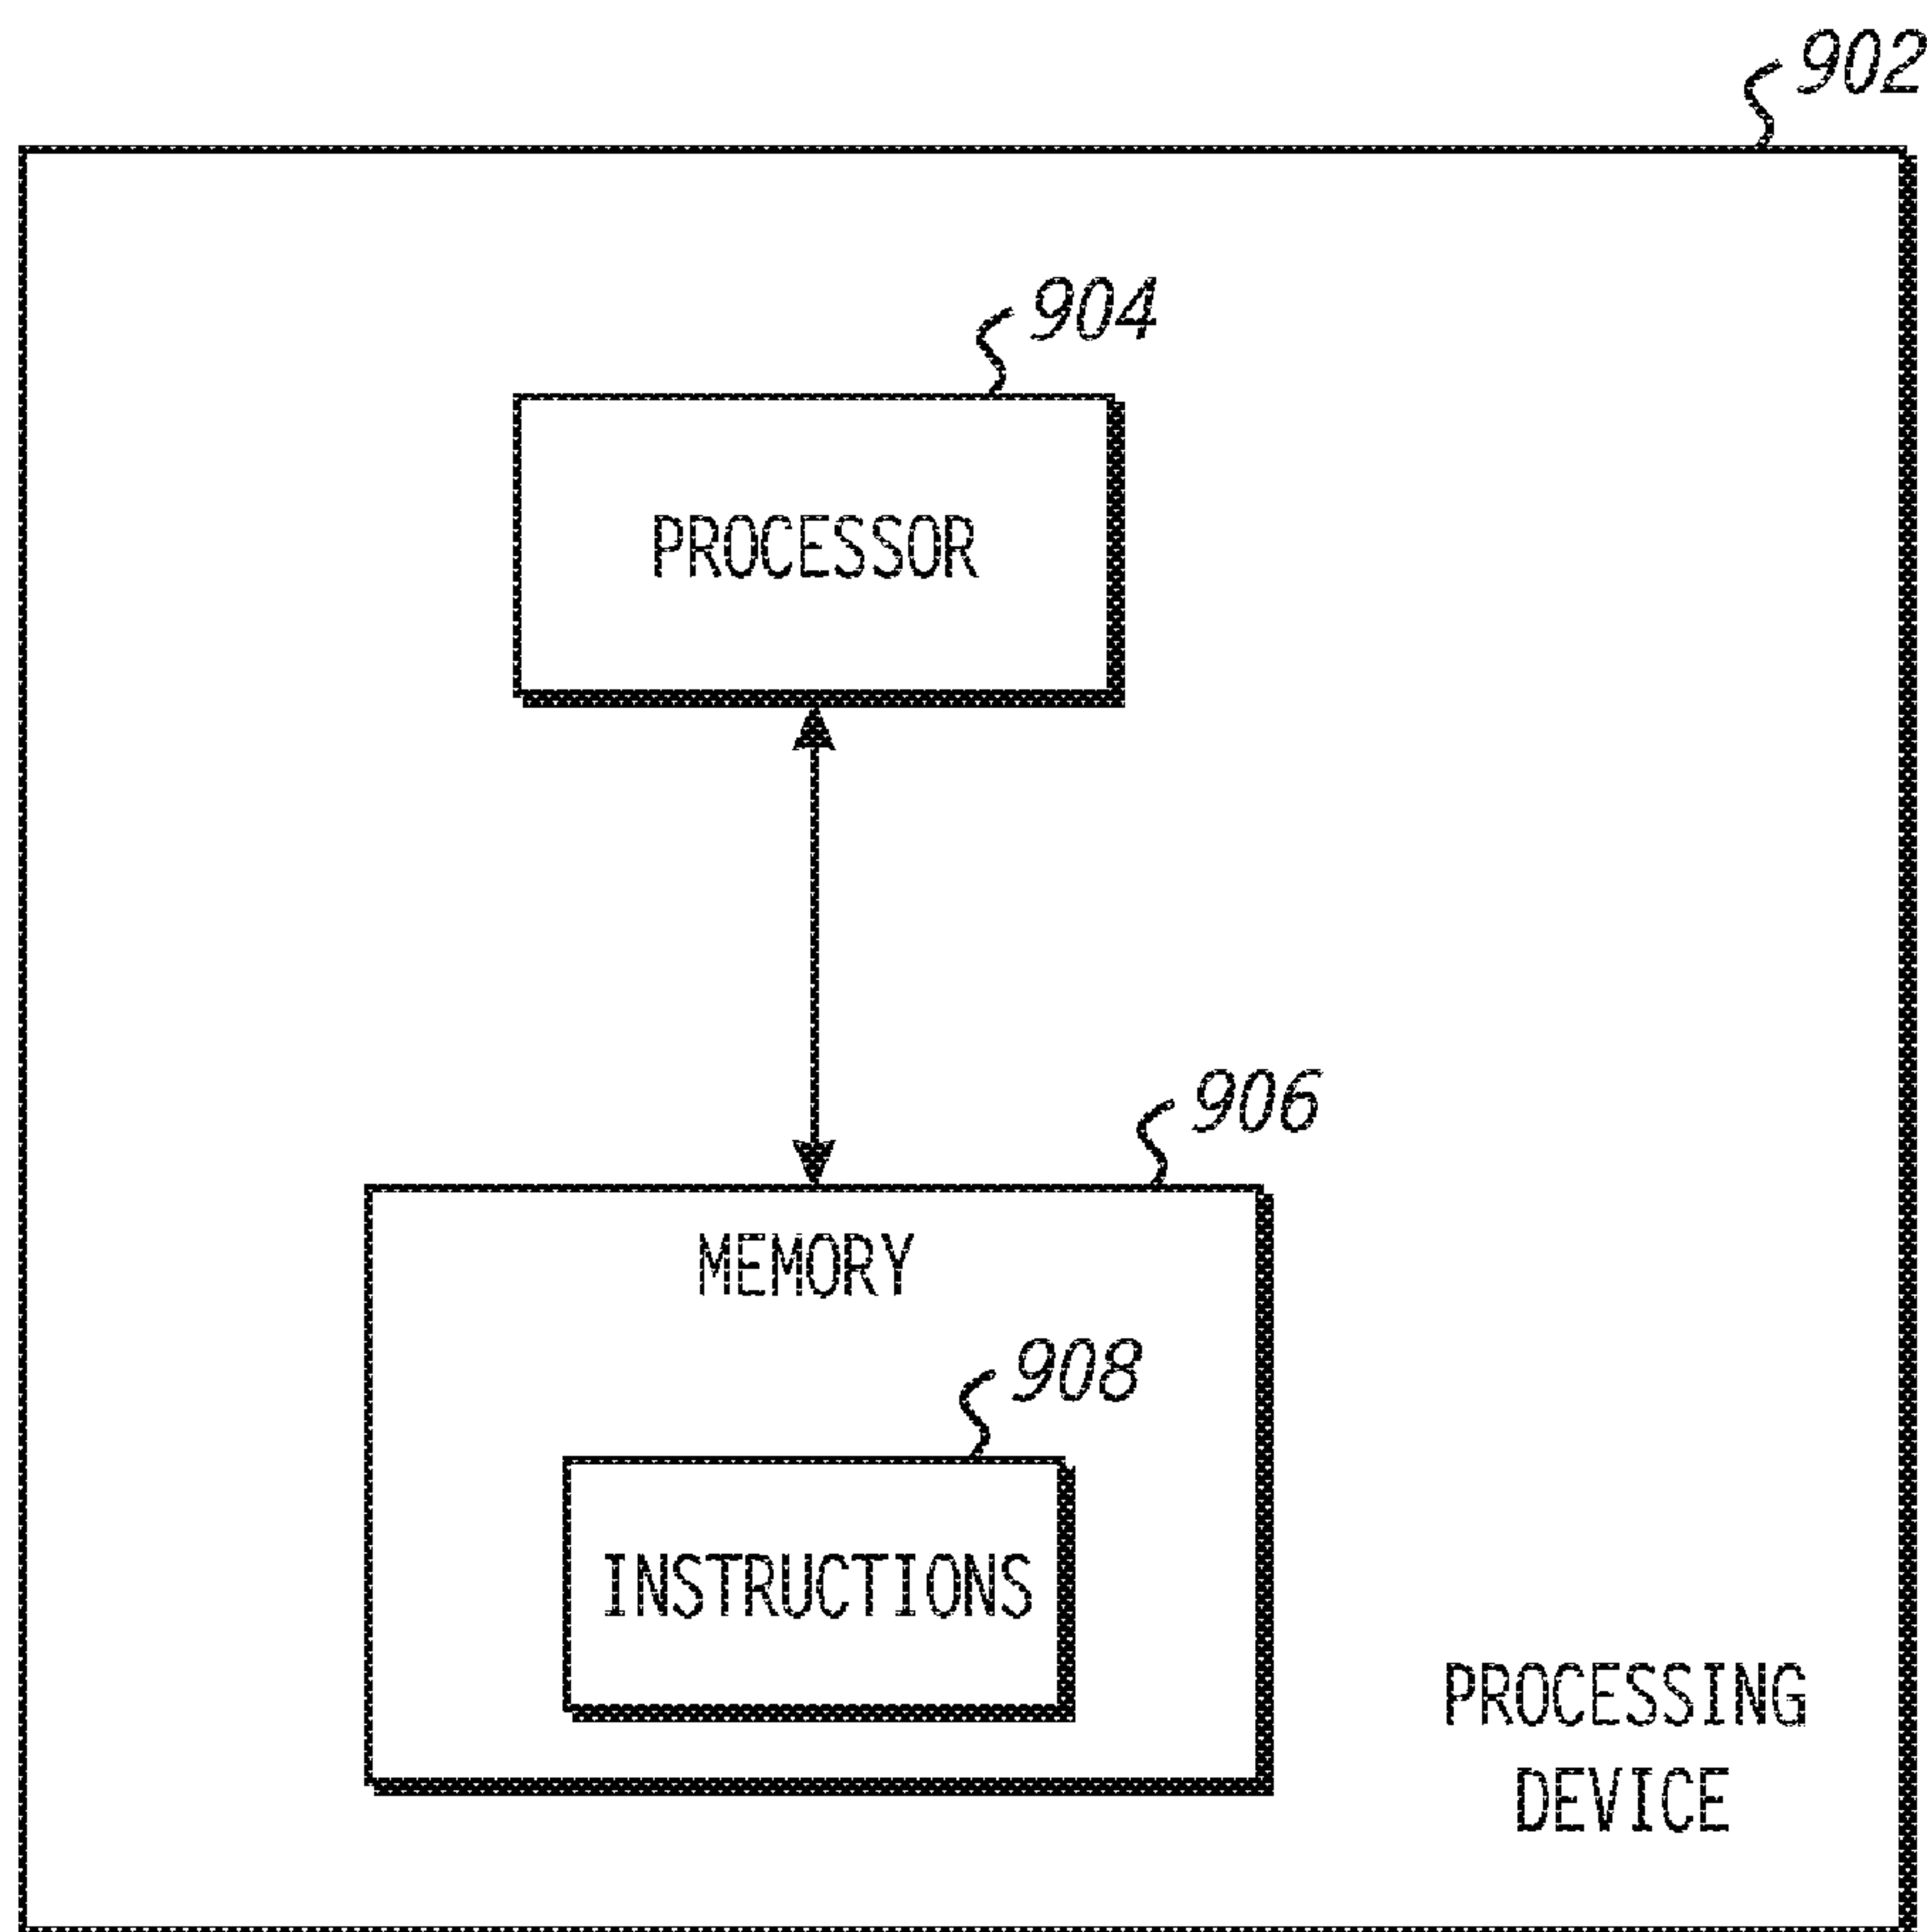 902
904
PROCESSOR
906
MEMORY
908
INSTRUCTIONS
PROCESSING
DEVICE